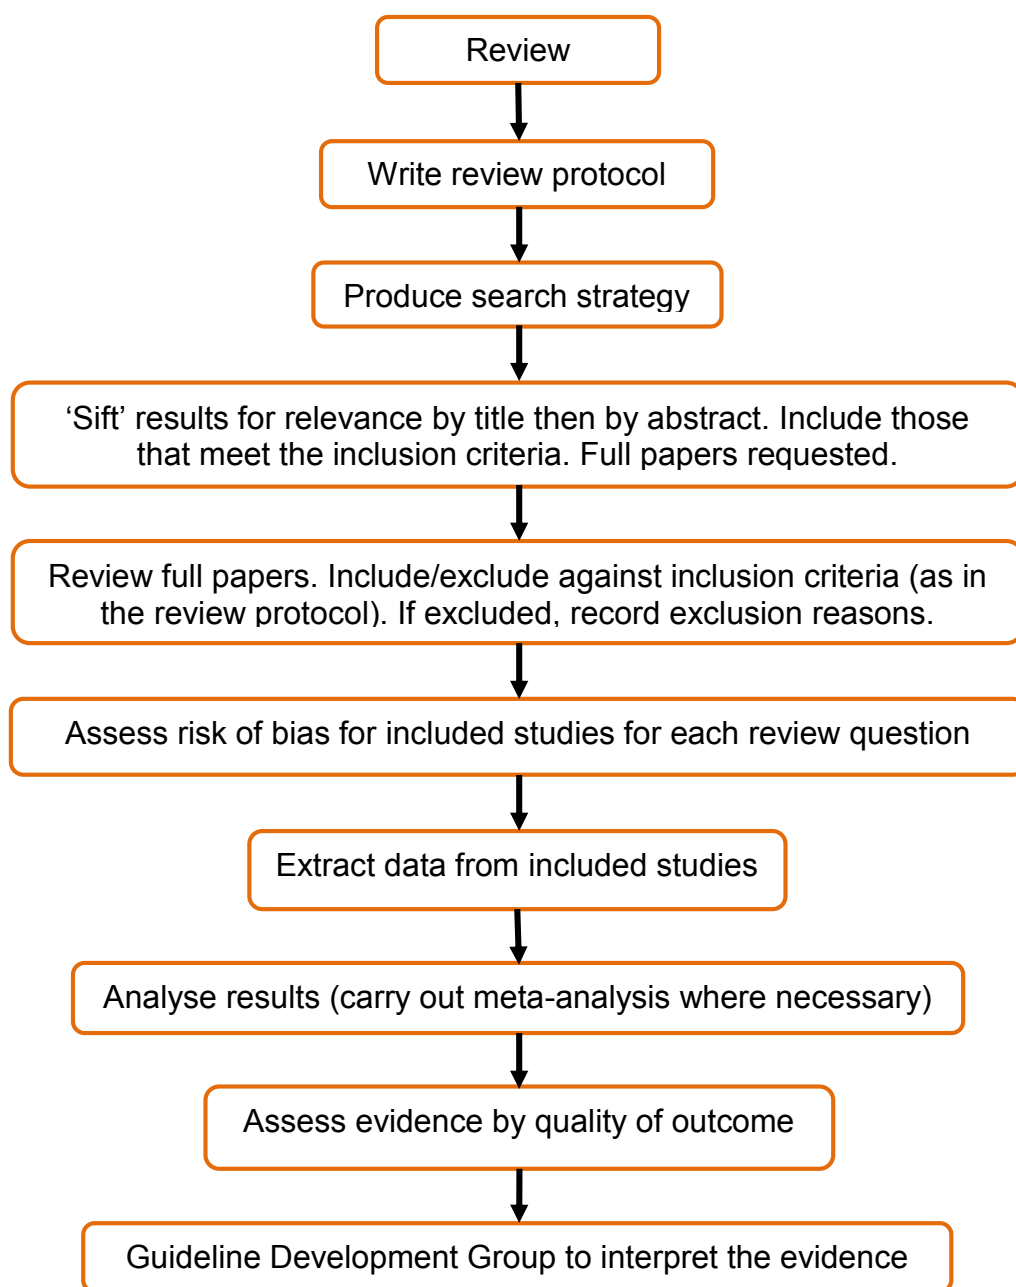 Review
Write review protocol
Produce search strategy
‘Sift’ results for relevance by title then by abstract. Include those
that meet the inclusion criteria. Full papers requested.
Review full papers. Include/exclude against inclusion criteria (as in
the review protocol). If excluded, record exclusion reasons.
Assess risk of bias for included studies for each review question
Extract data from included studies
Analyse results (carry out meta-analysis where necessary)
Assess evidence by quality of outcome
Guideline Development Group to interpret the evidence